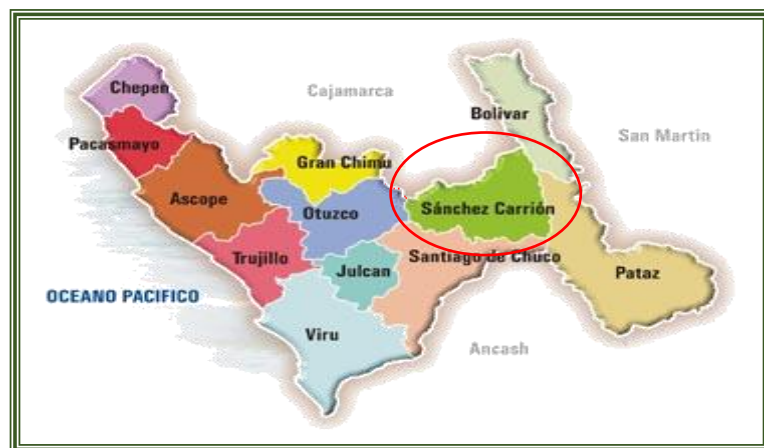 Chepen
Cajamarca
Bolivar
San Martin
Pacasmayo
Gran Chimu
Ascope
Otuzco
Sánchez Carrión
Trujillo
Julcan
Santiago de Chuco
Pataz
OCEANO PACIFICO
Viru
Ancash